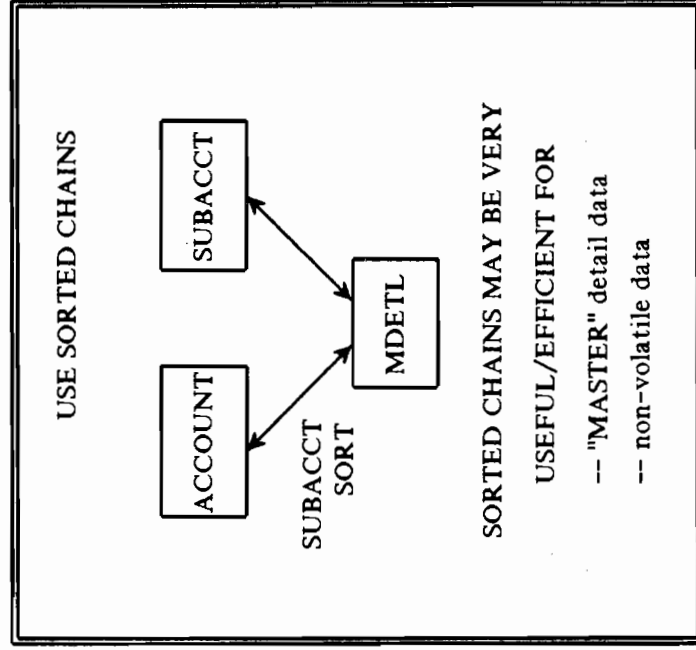 USE SORTED CHAINS
ACCOUNT
SUBACCT
SUBACCT
SORT
MDETL
SORTED CHAINS MAY BE VERY
USEFUL/EFFICIENT FOR
-- "MASTER" detail data
-- non-volatile data